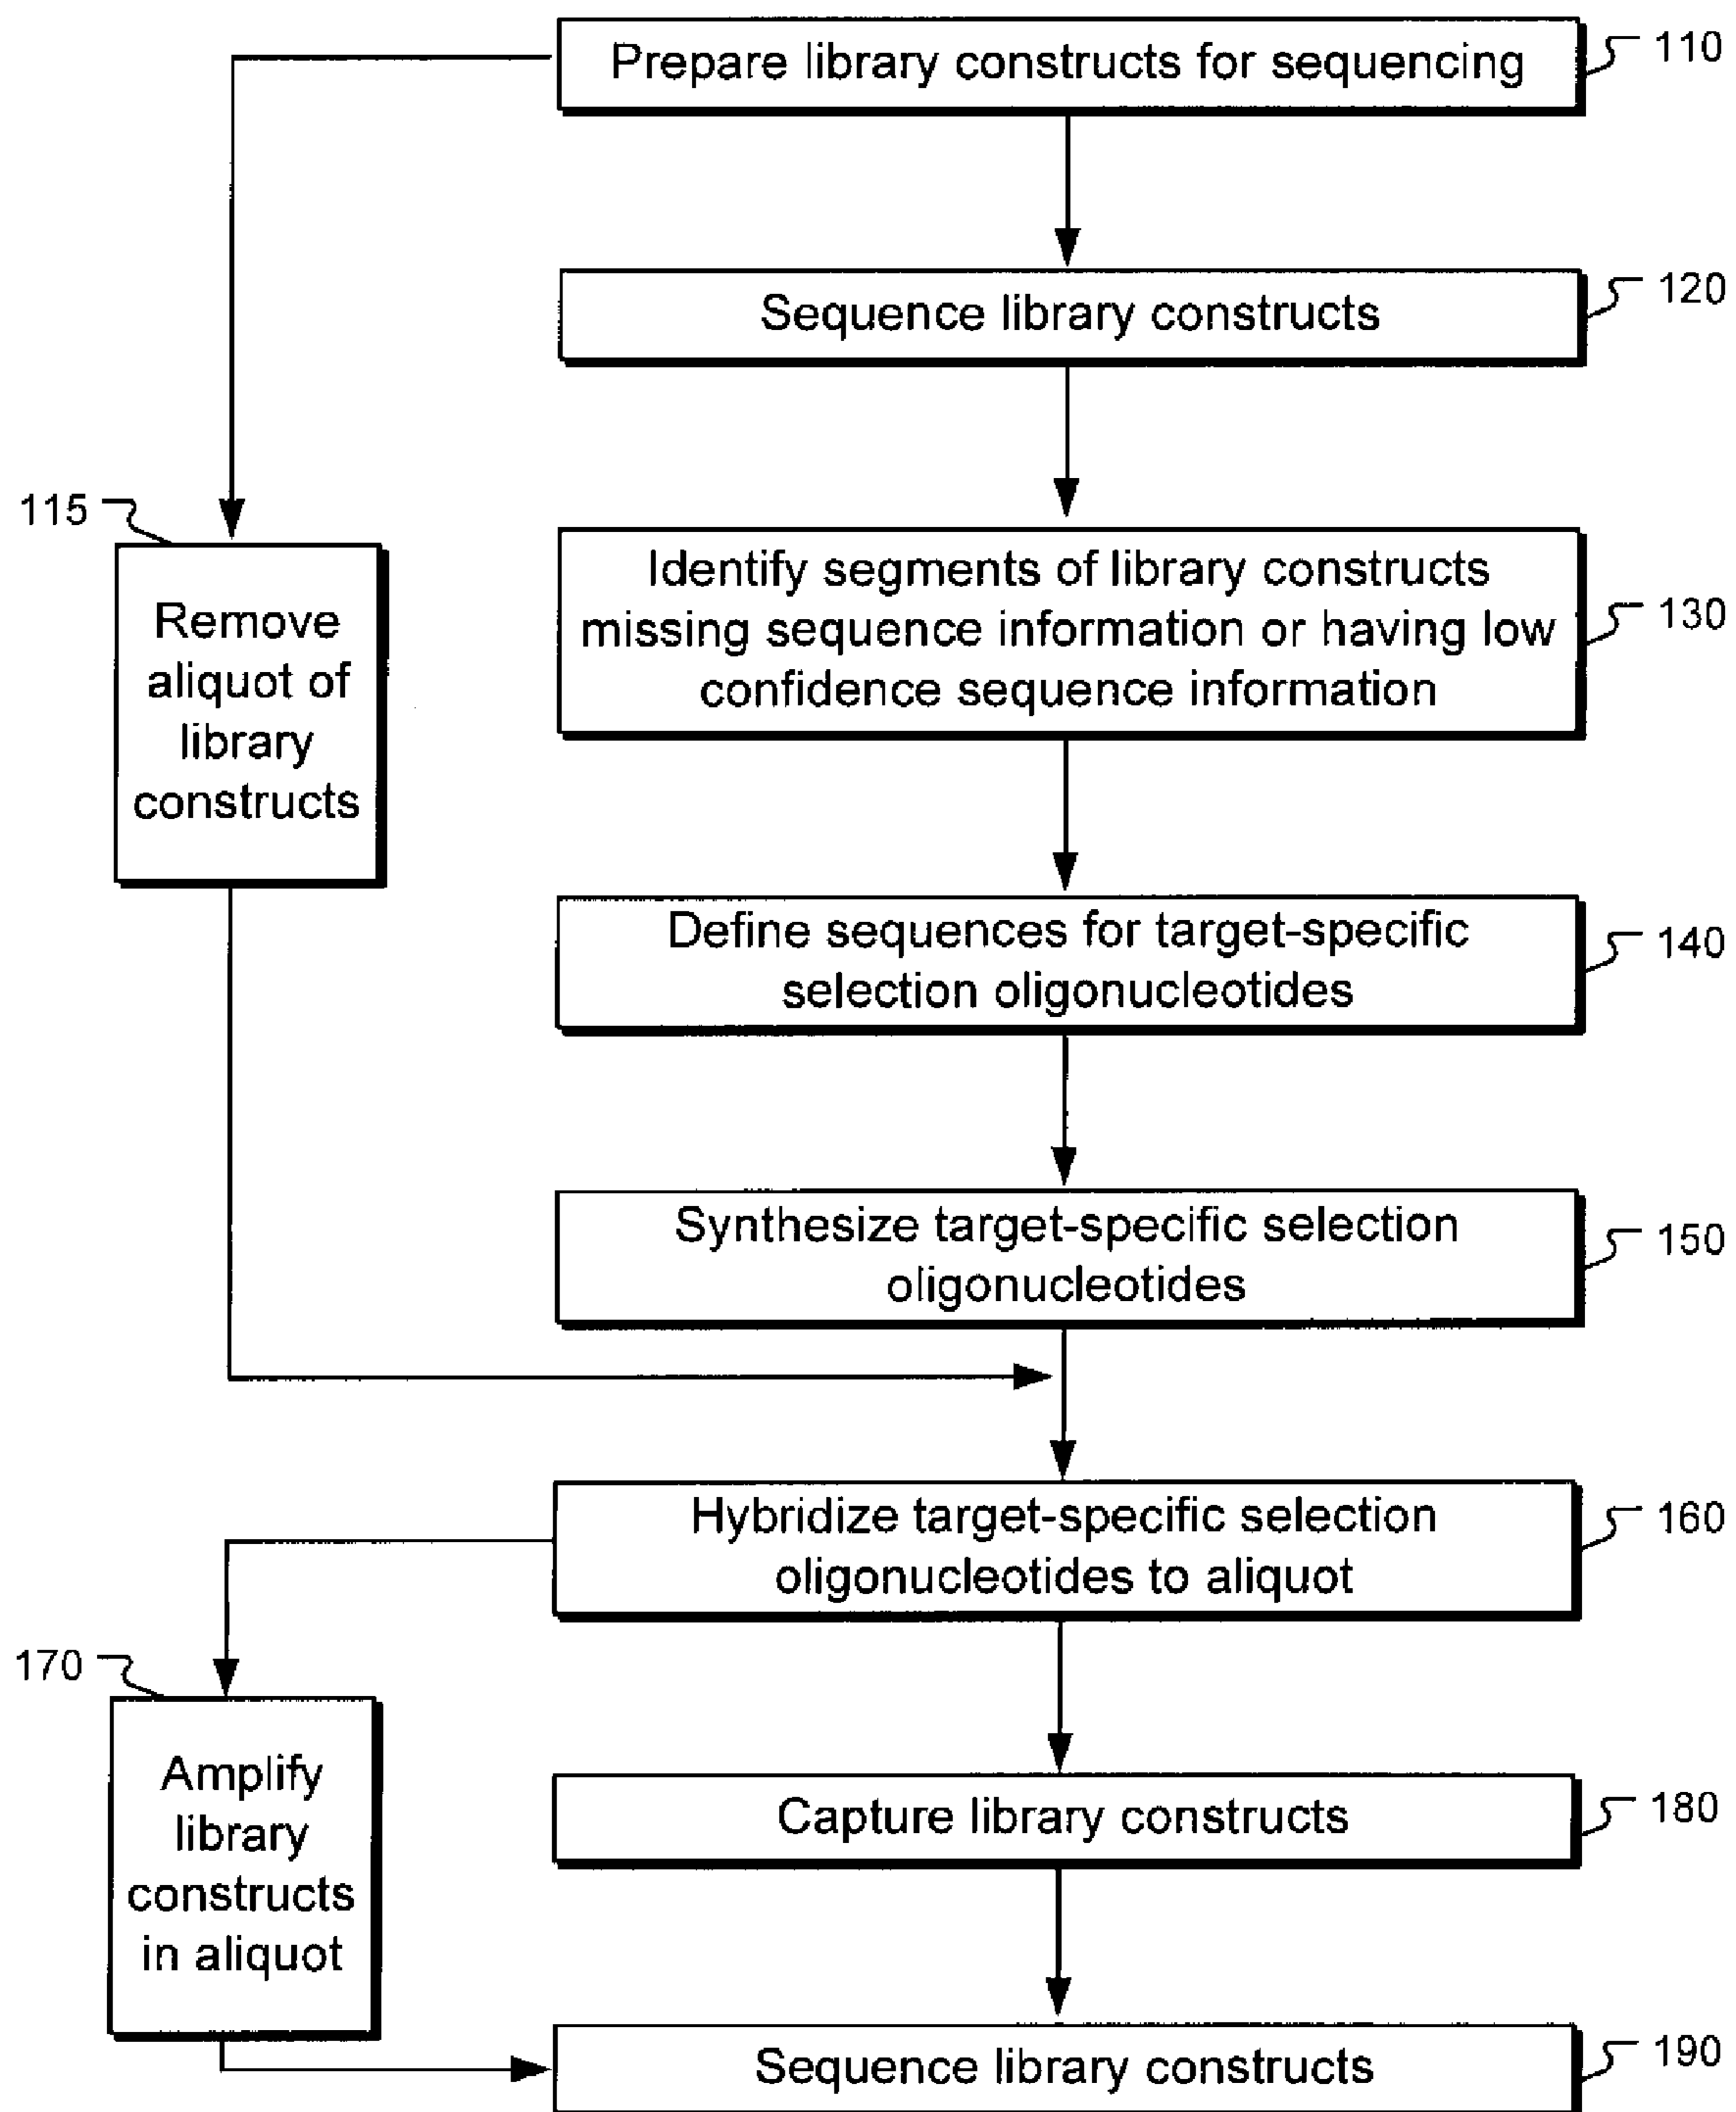 Prepare library constructs for sequencing
110
Sequence library constructs
120
115
Remove
aliquot of
library
constructs
Identify segments of library constructs
missing sequence information or having low
confidence sequence information
130
Define sequences for target-specific
selection oligonucleotides
140
Synthesize target-specific selection
oligonucleotides
150
Hybridize target-specific selection
oligonucleotides to aliquot
160
170
Amplify
library
constructs
in aliquot
Capture library constructs
180
Sequence library constructs
190